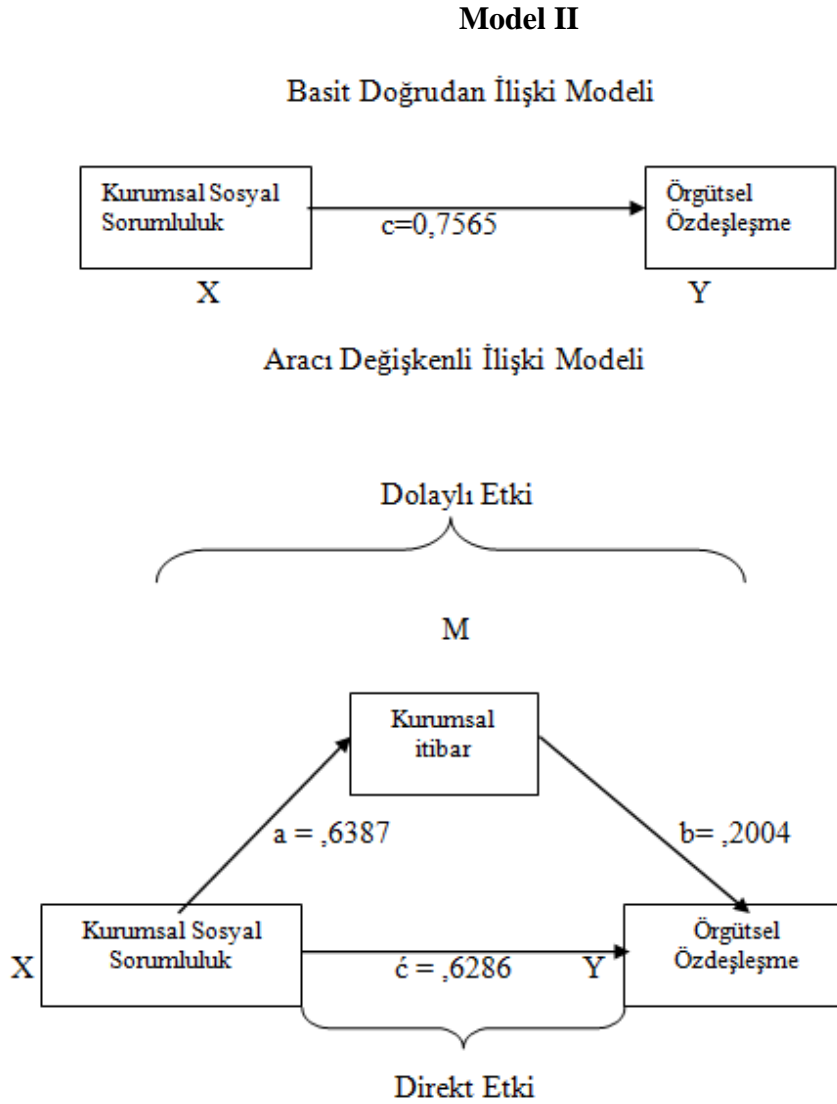 Model II
Basit Doğrudan İlişki Modeli
Kurumsal Sosyal
Sorumluluk
c=0,7565
Örgütsel
Özdeşleşme
X
Y
Aracı Değişkenli İlişki Modeli
Dolaylı Etki
M
Kurumsal
itibar
a = ,6387
b= ,2004
X
Kurumsal Sosyal
Sorumluluk
ć = ,6286
Y
Örgütsel
Özdeşleşme
Direkt Etki